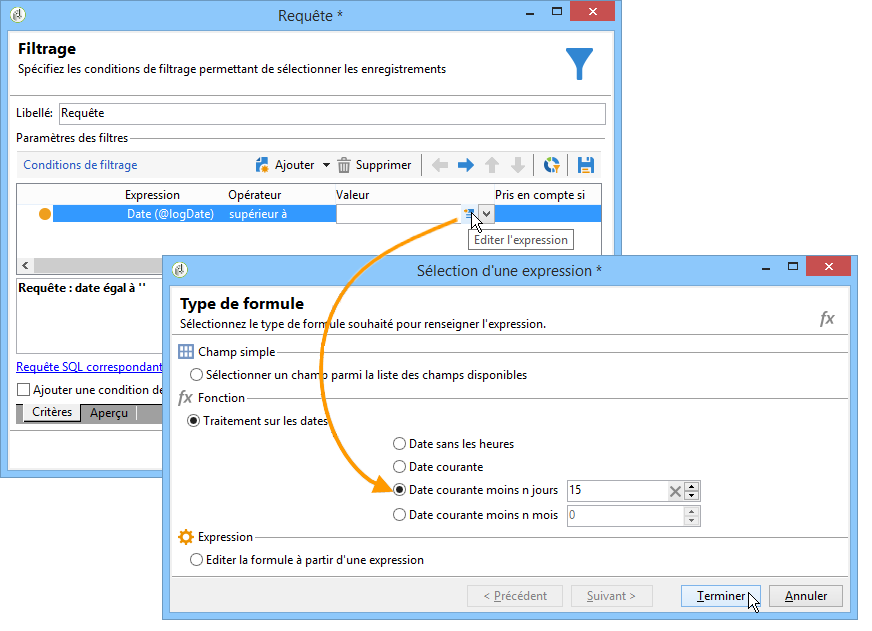 Requête *
Filtrage
Spécifiez les conditions de filtrage permettant de sélectionner les enregistrements
Libellé: Requête
Paramètres des filtres
Conditions de filtrage Ajouter Supprimer
Expression Opérateur Valeur Pris en compte si
Date (@logDate) supérieur à
Editer l'expression
Requête : date égal à ''
Requête SQL correspondant
Ajouter une condition de
Critères Aperçu
Sélection d'une expression *
Type de formule
Sélectionnez le type de formule souhaité pour renseigner l'expression.
fx
Champ simple
Sélectionner un champ parmi la liste des champs disponibles
fx Fonction
Traitement sur les dates
Date sans les heures
Date courante
Date courante moins n jours 15
Date courante moins n mois 0
Expression
Editer la formule à partir d'une expression
< Précédent Suivant > Terminer Annuler